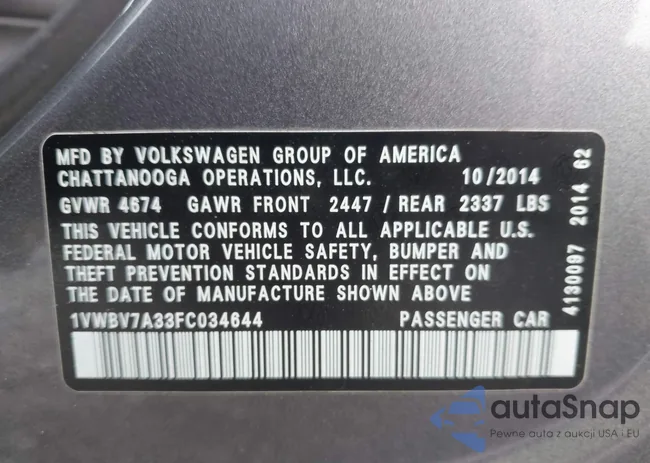 MFD BY VOLKSWAGEN GROUP OF AMERICA
CHATTANOOGA OPERATIONS, LLC. 10/2014
GVWR 4674 GAWR FRONT 2447 / REAR 2337 LBS
THIS VEHICLE CONFORMS TO ALL APPLICABLE U.S.
FEDERAL MOTOR VEHICLE SAFETY, BUMPER AND
THEFT PREVENTION STANDARDS IN EFFECT ON
THE DATE OF MANUFACTURE SHOWN ABOVE
1VWBV7A33FC034644 PASSENGER CAR
4130097 2014 62
autaSnap
Pewne auta z aukcji USA i EU